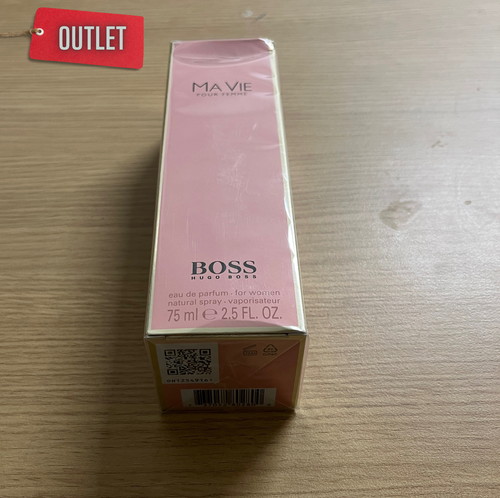 OUTLET
MA VIE
POUR FEMME
BOSS
HUGO BOSS
eau de parfum - for women
natural spray - vaporisateur
75 ml ℮ 2.5 FL. OZ.